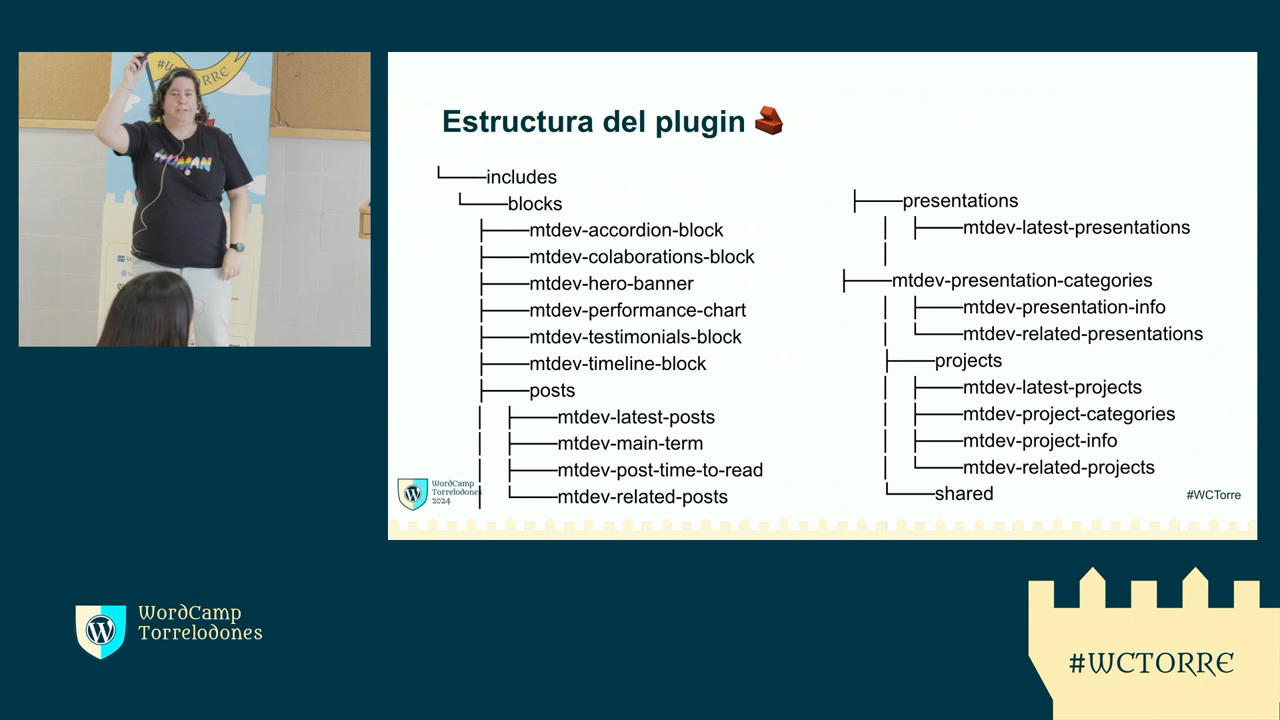 #WCTORRE
HUMAN
Estructura del plugin
includes
blocks
mtdev-accordion-block
mtdev-colaborations-block
mtdev-hero-banner
mtdev-performance-chart
mtdev-testimonials-block
mtdev-timeline-block
posts
mtdev-latest-posts
mtdev-main-term
mtdev-post-time-to-read
mtdev-related-posts
presentations
mtdev-latest-presentations
mtdev-presentation-categories
mtdev-presentation-info
mtdev-related-presentations
projects
mtdev-latest-projects
mtdev-project-categories
mtdev-project-info
mtdev-related-projects
shared
WordCamp
Torrelodones
2024
#WCTorre
WordCamp
Torrelodones
#WCTORRE